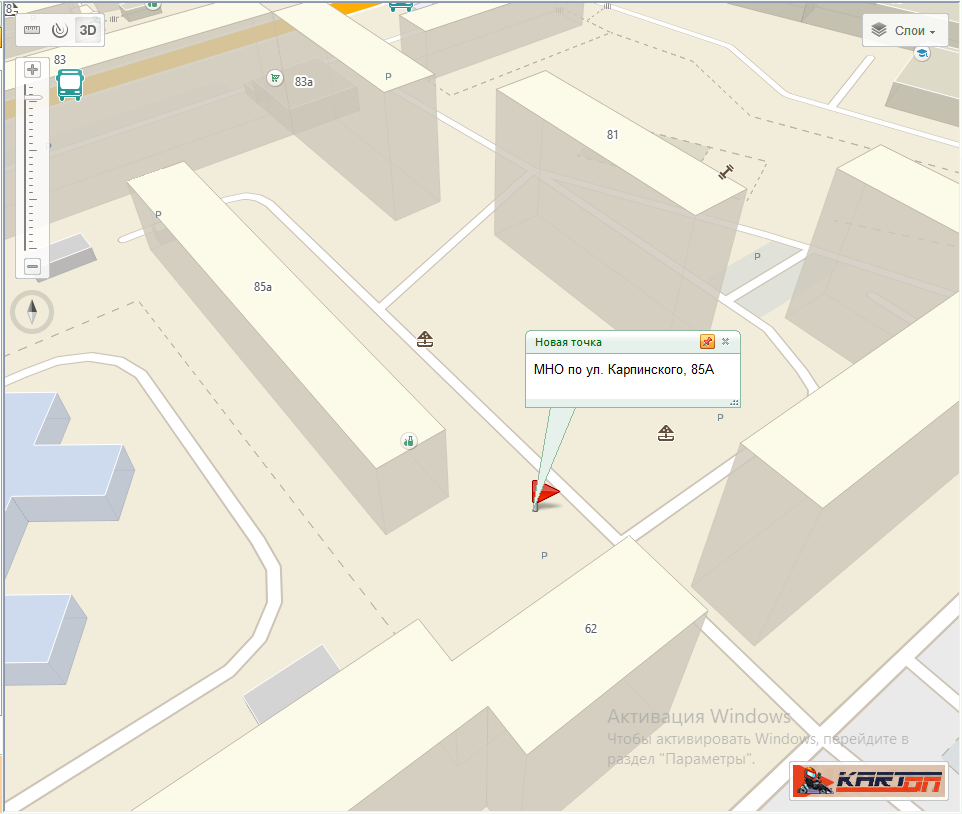 3D
Слои
83
83а
P
81
P
P
85а
Новая точка
МНО по ул. Карпинского, 85А
P
P
62
Активация Windows
Чтобы активировать Windows, перейдите в
раздел "Параметры".
КАRТОП